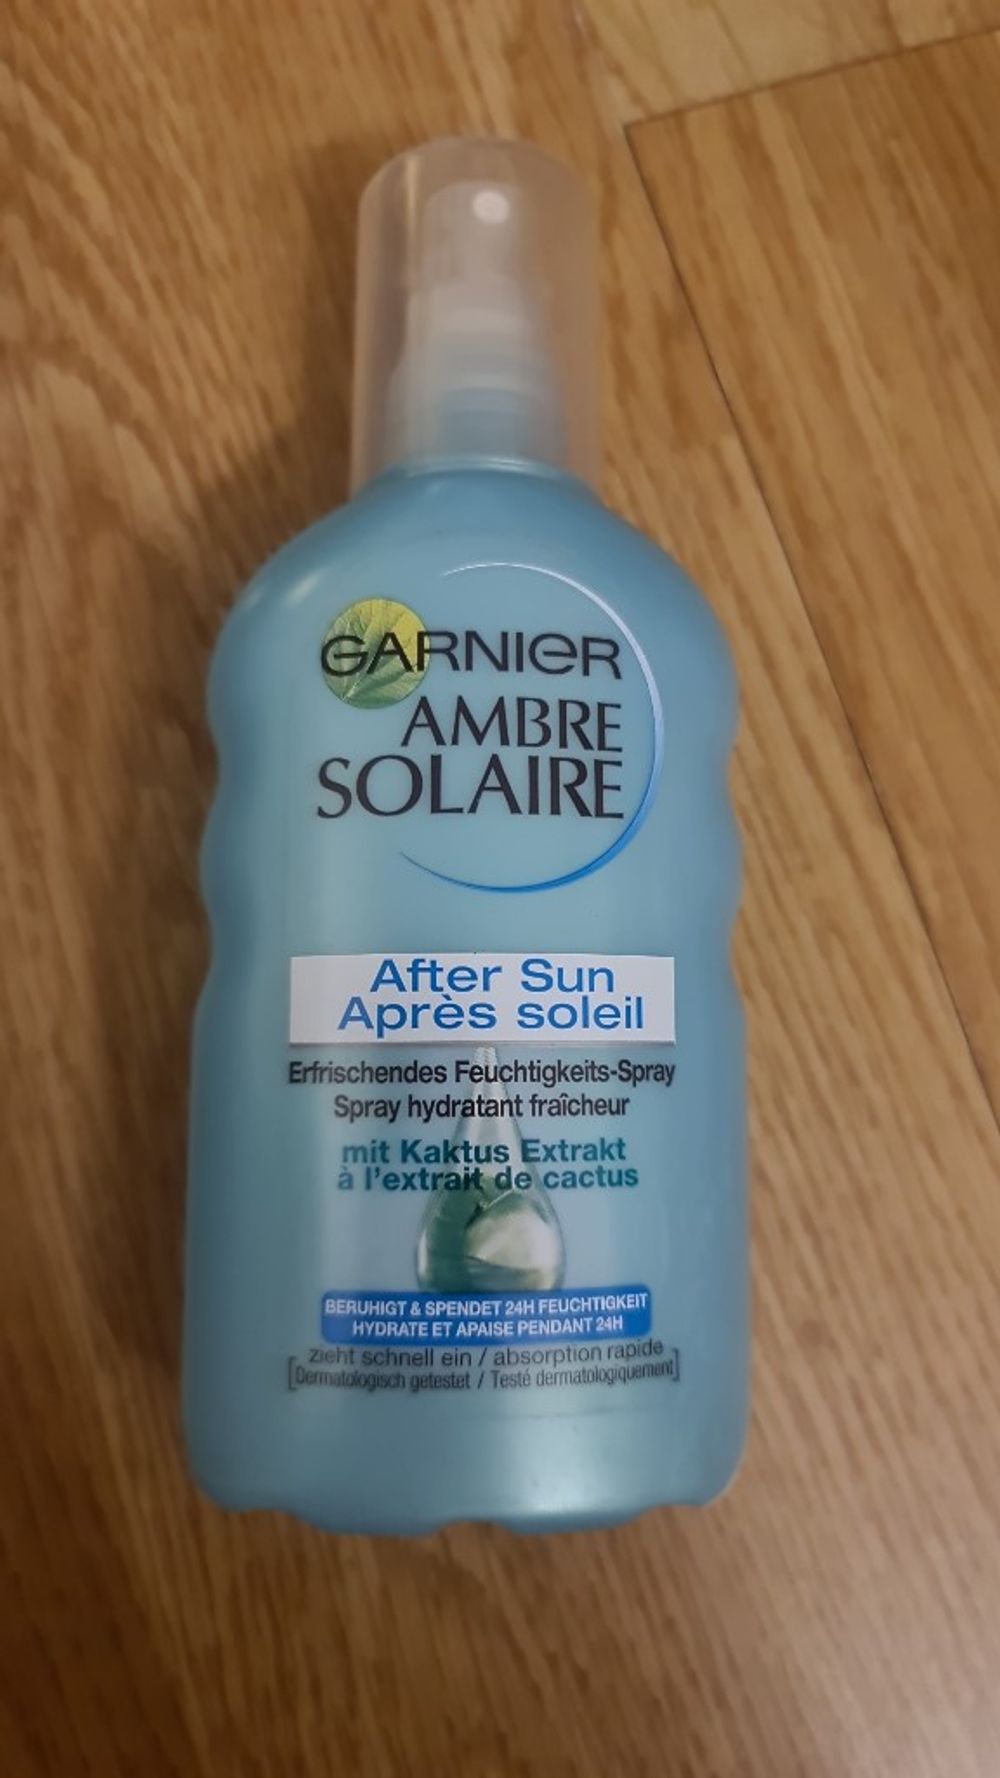 GARNIER
AMBRE
SOLAIRE
After Sun
Après soleil
Erfrischendes Feuchtigkeits-Spray
Spray hydratant fraîcheur
mit Kaktus Extrakt
à l'extrait de cactus
BERUHIGT & SPENDET 24H FEUCHTIGKEIT
HYDRATE ET APAISE PENDANT 24H
zieht schnell ein / absorption rapide
[Dermatologisch getestet / Testé dermatologiquement]